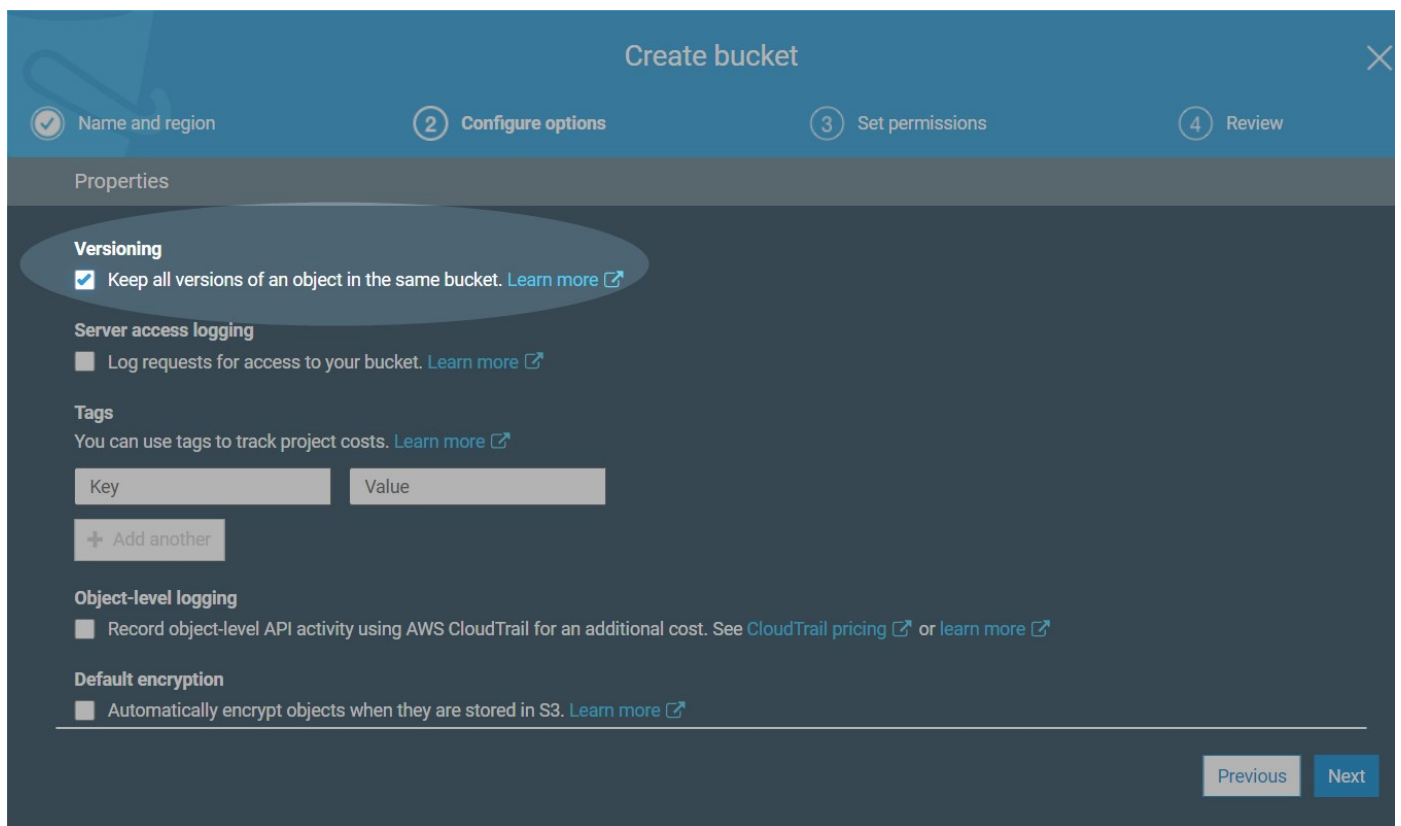 Create bucket
Name and region
2 Configure options
3 Set permissions
4 Review
Properties
Versioning
Keep all versions of an object in the same bucket. Learn more
Server access logging
Log requests for access to your bucket. Learn more
Tags
You can use tags to track project costs. Learn more
Key Value
+ Add another
Object-level logging
Record object-level API activity using AWS CloudTrail for an additional cost. See CloudTrail pricing or learn more
Default encryption
Automatically encrypt objects when they are stored in S3. Learn more
Previous Next